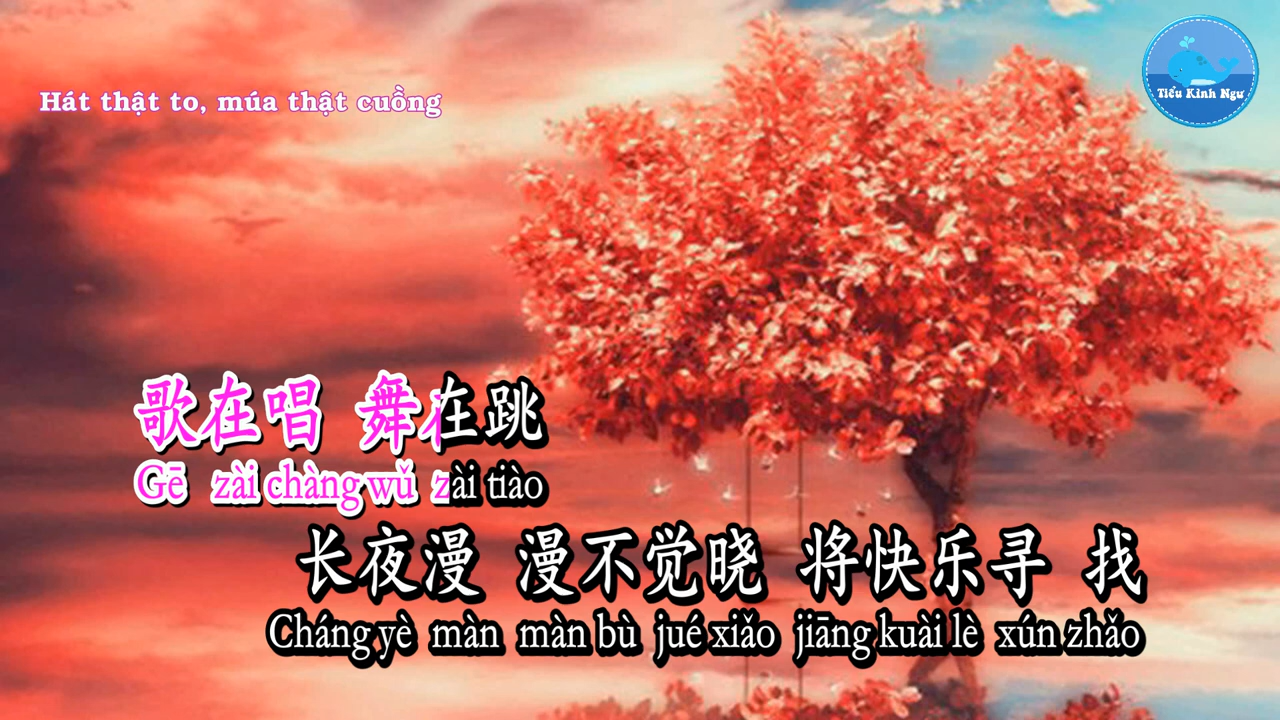 Tiểu Kình Ngư
Hát thật to, múa thật cuồng
歌在唱 舞在跳
Gē zài chàng wǔ zài tiào
长夜漫 漫不觉晓 将快乐寻 找
Cháng yè màn màn bù jué xiǎo jiāng kuài lè xún zhǎo